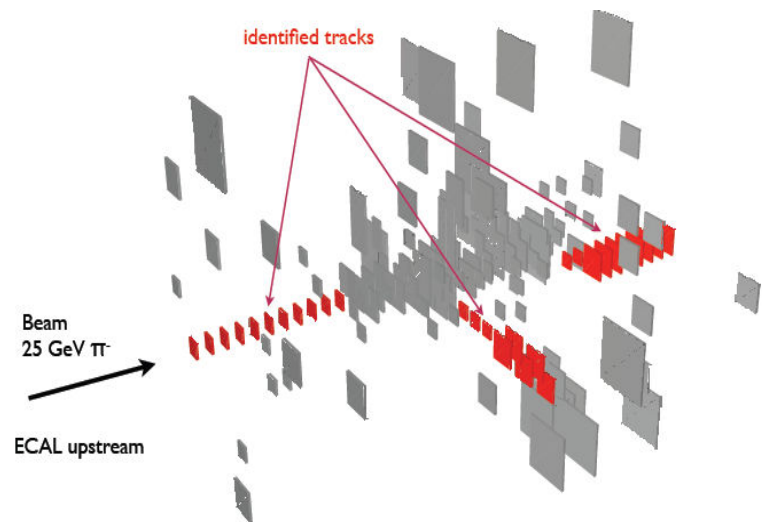 identified tracks
Beam
25 GeV π⁻
ECAL upstream